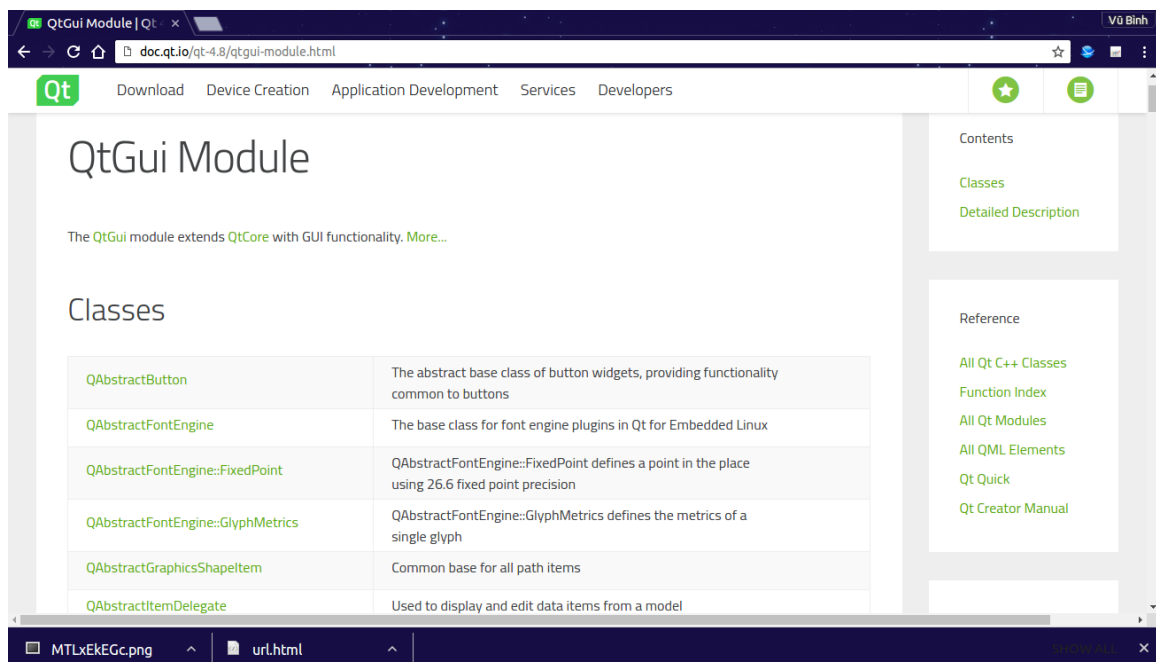 QtGui Module | Qt 4
Vũ Bình
doc.qt.io/qt-4.8/qtgui-module.html
Qt
Download Device Creation Application Development Services Developers
QtGui Module
The QtGui module extends QtCore with GUI functionality. More...
Classes
QAbstractButton
The abstract base class of button widgets, providing functionality
common to buttons
QAbstractFontEngine
The base class for font engine plugins in Qt for Embedded Linux
QAbstractFontEngine::FixedPoint
QAbstractFontEngine::FixedPoint defines a point in the place
using 26.6 fixed point precision
QAbstractFontEngine::GlyphMetrics
QAbstractFontEngine::GlyphMetrics defines the metrics of a
single glyph
QAbstractGraphicsShapeItem
Common base for all path items
QAbstractItemDelegate
Used to display and edit data items from a model
Contents
Classes
Detailed Description
Reference
All Qt C++ Classes
Function Index
All Qt Modules
All QML Elements
Qt Quick
Qt Creator Manual
MTLxEkEGc.png
url.html
SHOW ALL